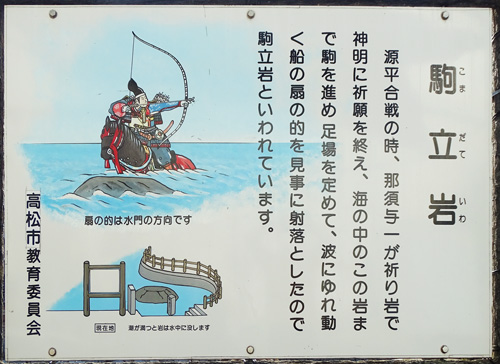 駒立岩
こま だて いわ
源平合戦の時、那須与一が祈り岩で
神明に祈願を終え、海の中のこの岩ま
で駒を進め足場を定めて、波にゆれ動
く船の扇の的を見事に射落としたので
駒立岩といわれています。
扇の的は水門の方向です
現在地
潮が満つと岩は水中に没します
高松市教育委員会